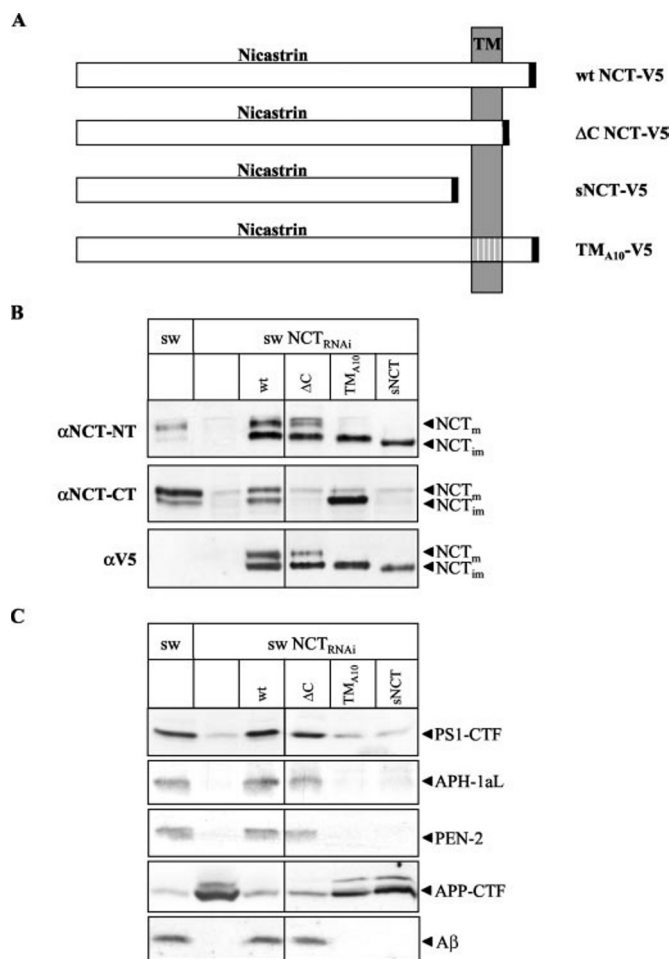 A
TM
Nicastrin
wt NCT-V5
Nicastrin
ΔC NCT-V5
Nicastrin
sNCT-V5
Nicastrin
TMA10-V5
B
sw
sw NCTRNAi
wt
ΔC
TMA10
sNCT
αNCT-NT
NCTm
NCTim
αNCT-CT
NCTm
NCTim
αV5
NCTm
NCTim
C
sw
sw NCTRNAi
wt
ΔC
TMA10
sNCT
PS1-CTF
APH-1aL
PEN-2
APP-CTF
Aβ